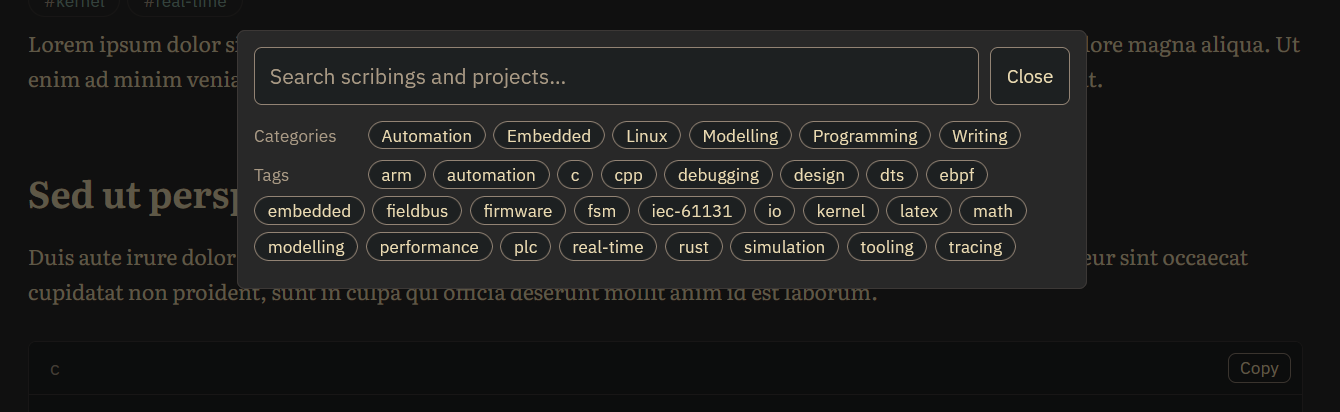 #kernel #real-time
Lorem ipsum dolor si lore magna aliqua. Ut
enim ad minim venia t.
Search scribings and projects...
Close
Categories Automation Embedded Linux Modelling Programming Writing
Tags arm automation c cpp debugging design dts ebpf
embedded fieldbus firmware fsm iec-61131 io kernel latex math
modelling performance plc real-time rust simulation tooling tracing
Sed ut persp
Duis aute irure dolor eur sint occaecat
cupidatat non proident, sunt in culpa qui officia deserunt mollit anim id est laborum.
c Copy